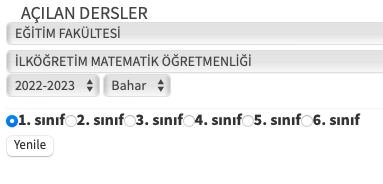 AÇILAN DERSLER
EĞİTİM FAKÜLTESİ
İLKÖĞRETİM MATEMATİK ÖĞRETMENLİĞİ
2022-2023 Bahar
1. sınıf 2. sınıf 3. sınıf 4. sınıf 5. sınıf 6. sınıf
Yenile